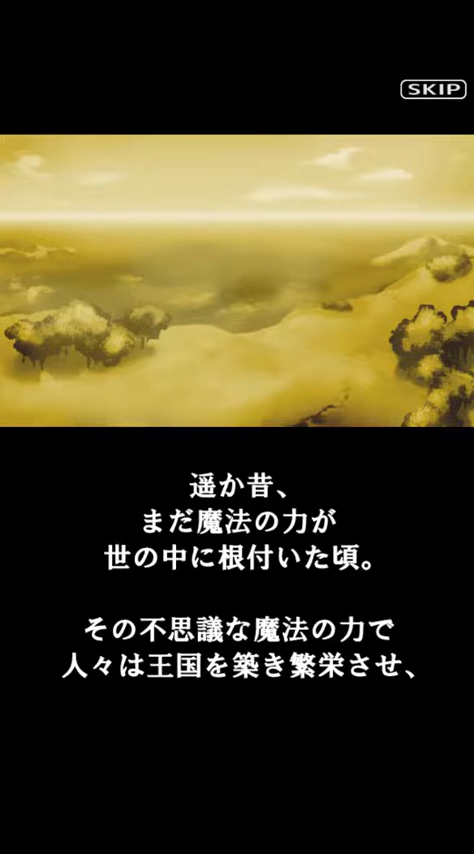 SKIP
遥か昔、
まだ魔法の力が
世の中に根付いた頃。
その不思議な魔法の力で
人々は王国を築き繁栄させ、